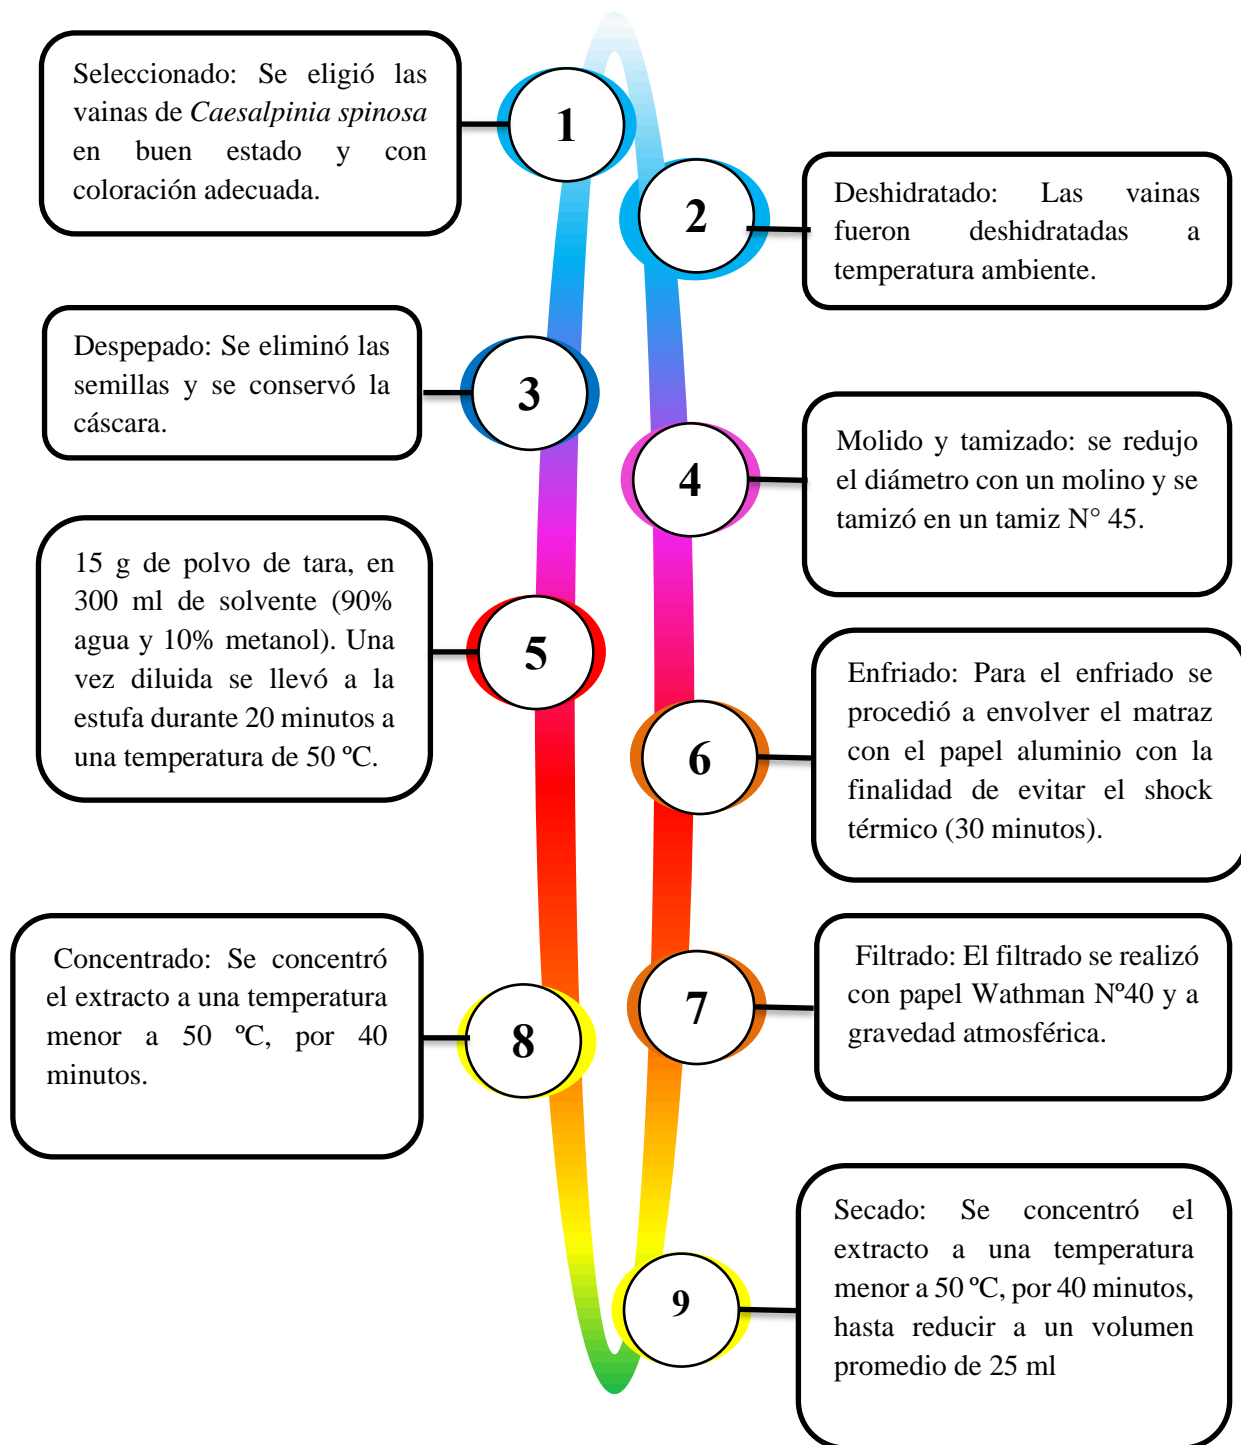 1
Seleccionado: Se eligió las
vainas de Caesalpinia spinosa
en buen estado y con
coloración adecuada.
2
Deshidratado: Las vainas
fueron deshidratadas a
temperatura ambiente.
3
Despepado: Se eliminó las
semillas y se conservó la
cáscara.
4
Molido y tamizado: se redujo
el diámetro con un molino y se
tamizó en un tamiz N° 45.
5
15 g de polvo de tara, en
300 ml de solvente (90%
agua y 10% metanol). Una
vez diluida se llevó a la
estufa durante 20 minutos a
una temperatura de 50 ºC.
6
Enfriado: Para el enfriado se
procedió a envolver el matraz
con el papel aluminio con la
finalidad de evitar el shock
térmico (30 minutos).
7
Filtrado: El filtrado se realizó
con papel Wathman Nº40 y a
gravedad atmosférica.
8
Concentrado: Se concentró
el extracto a una temperatura
menor a 50 ºC, por 40
minutos.
9
Secado: Se concentró el
extracto a una temperatura
menor a 50 ºC, por 40 minutos,
hasta reducir a un volumen
promedio de 25 ml